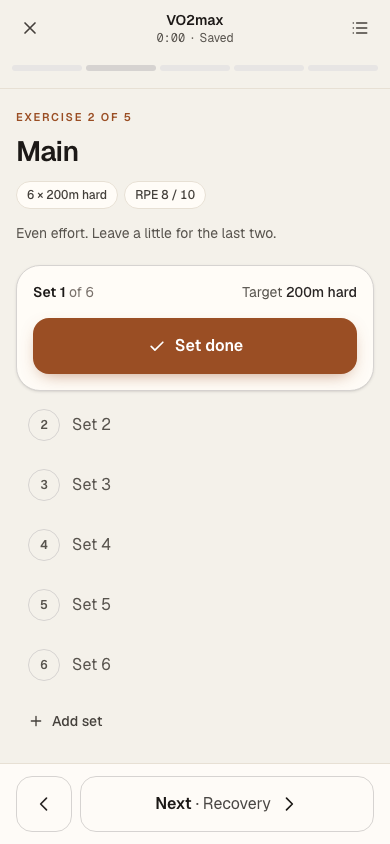 VO2max
0:00 · Saved
EXERCISE 2 OF 5
Main
6 × 200m hard
RPE 8 / 10
Even effort. Leave a little for the last two.
Set 1 of 6
Target 200m hard
Set done
2 Set 2
3 Set 3
4 Set 4
5 Set 5
6 Set 6
Add set
Next · Recovery